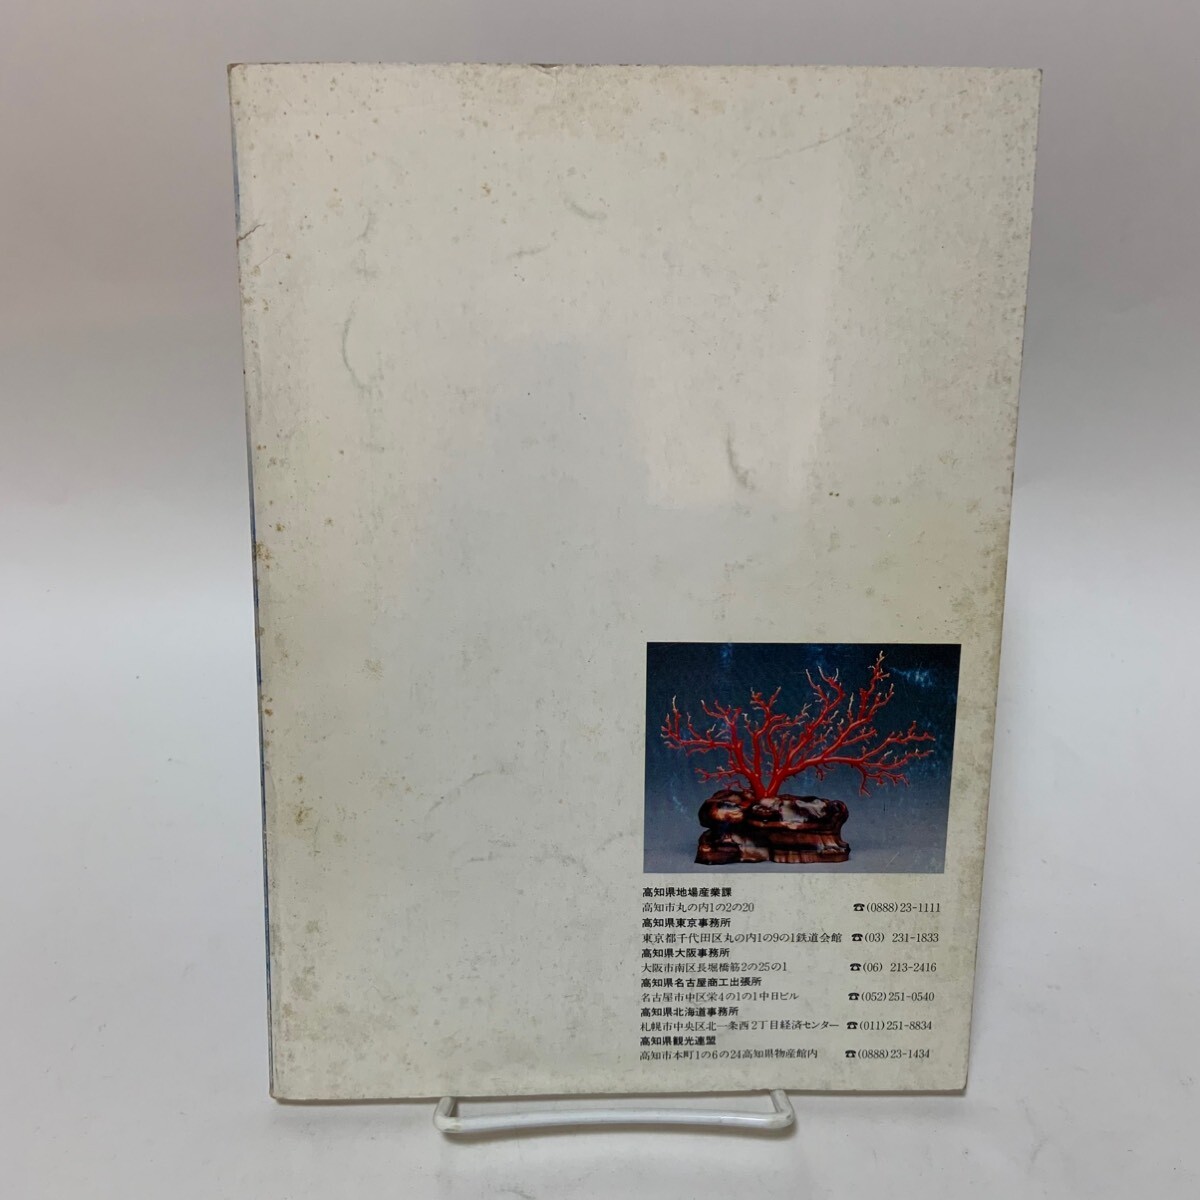 高知県地場産業課
高知市丸の内1の2の20 ☎(0888)23-1111
高知県東京事務所
東京都千代田区丸の内1の9の1鉄道会館 ☎(03) 231-1833
高知県大阪事務所
大阪市南区長堀橋筋2の25の1 ☎(06) 213-2416
高知県名古屋商工出張所
名古屋市中区栄4の1の1中日ビル ☎(052)251-0540
高知県北海道事務所
札幌市中央区北一条西2丁目経済センター ☎(011)251-8834
高知県観光連盟
高知市本町1の6の24高知県物産館内 ☎(0888)23-1434